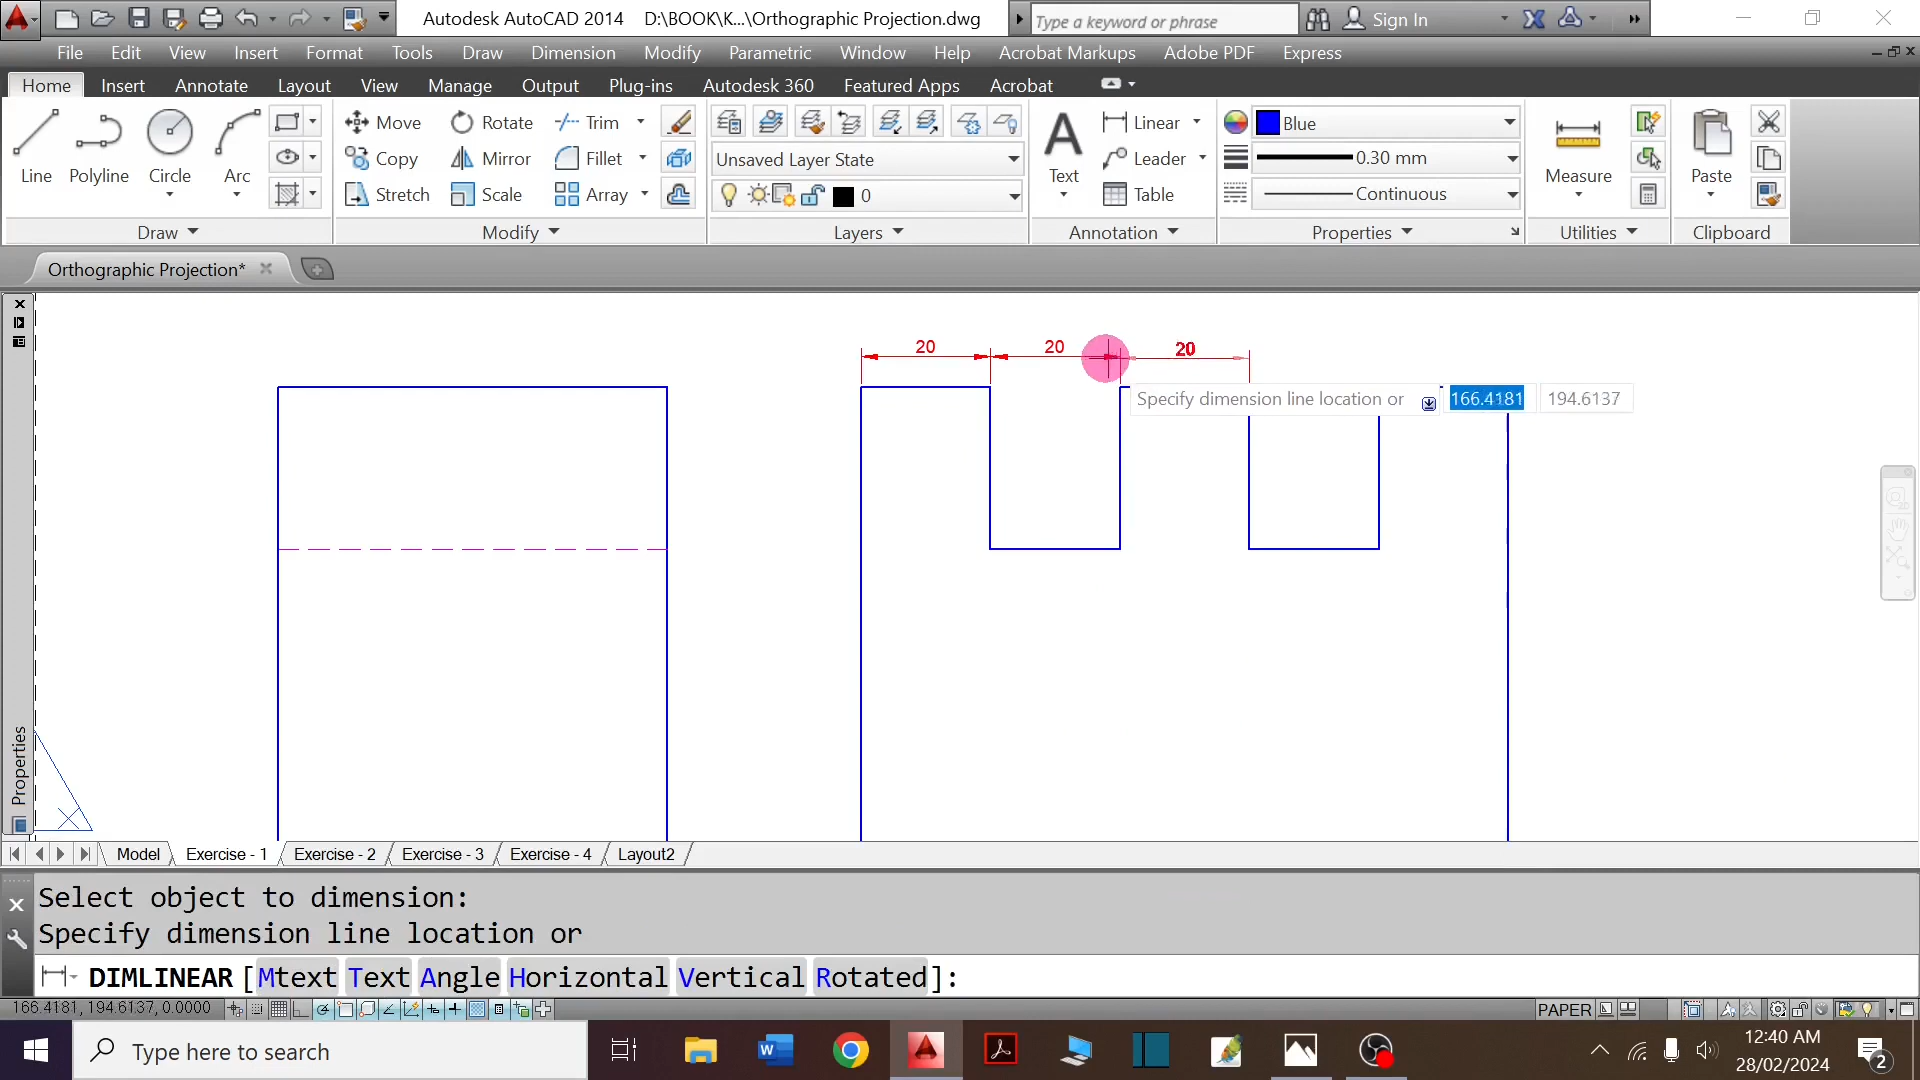 Autodesk AutoCAD 2014 D:\BOOK\K...\Orthographic Projection.dwg
Type a keyword or phrase
Sign In
File Edit View Insert Format Tools Draw Dimension Modify Parametric Window Help Acrobat Markups Adobe PDF Express
Home Insert Annotate Layout View Manage Output Plug-ins Autodesk 360 Featured Apps Acrobat
Move Rotate Trim
Linear
Blue
Copy Mirror Fillet
Unsaved Layer State
Leader
0.30 mm
Line Polyline Circle Arc
Text
Measure
Paste
Stretch Scale Array
0
Table
Continuous
Draw Modify Layers Annotation Properties Utilities Clipboard
Orthographic Projection*
20 20 20
Specify dimension line location or 166.4181 194.6137
Properties
Model Exercise - 1 Exercise - 2 Exercise - 3 Exercise - 4 Layout2
Select object to dimension:
Specify dimension line location or
DIMLINEAR [Mtext Text Angle Horizontal Vertical Rotated]:
166.4181, 194.6137, 0.0000
PAPER
Type here to search
12:40 AM
28/02/2024
2